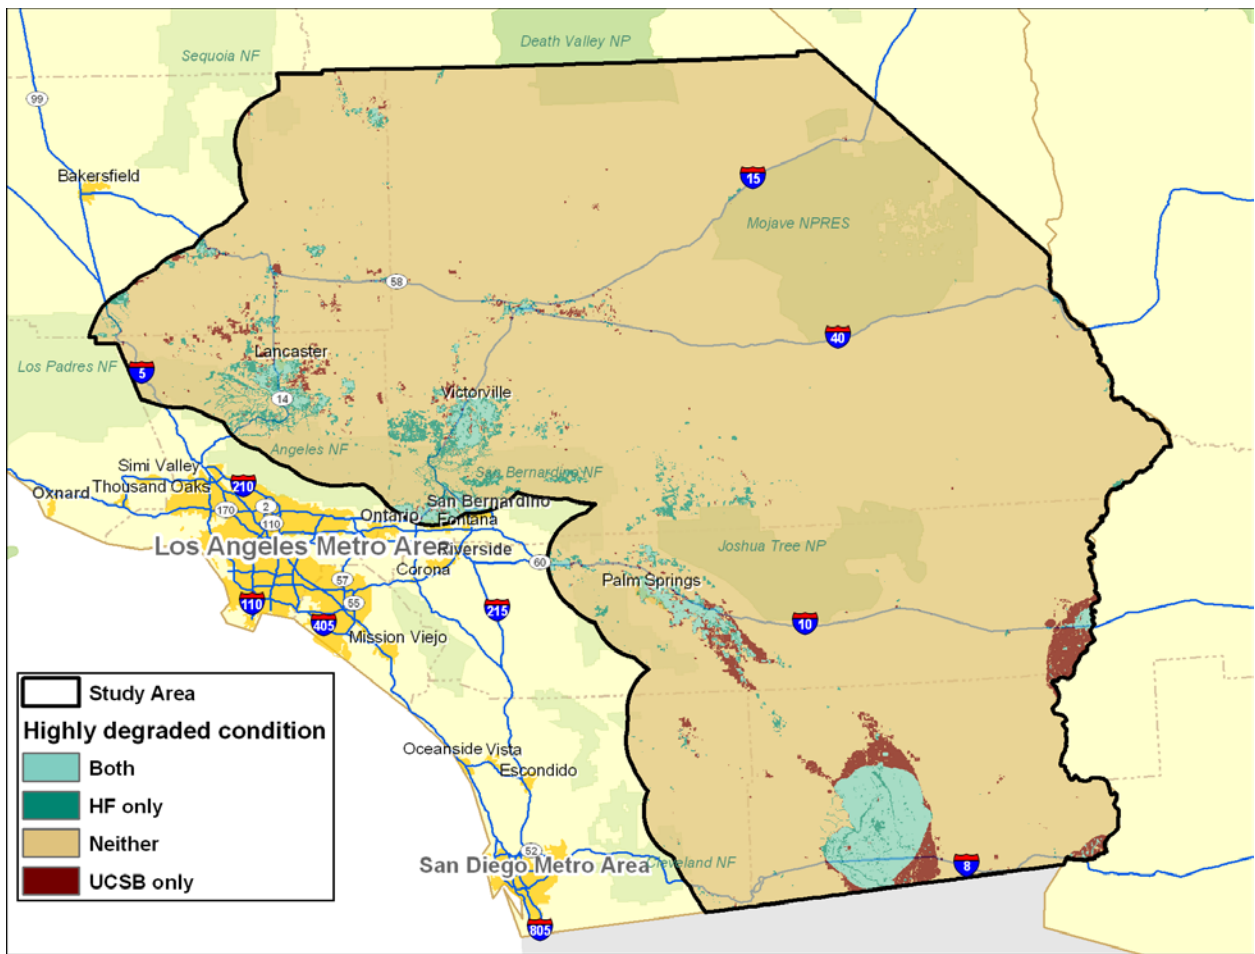 Death Valley NP
Sequoia NF
99
Bakersfield
15
Mojave NPRES
58
40
Lancaster
Los Padres NF
5
14
Victorville
Angeles NF
San Bernardino NF
Simi Valley
210
Thousand Oaks
Oxnard
170
2
110
Ontario
San Bernardino
Fontana
Los Angeles Metro Area
Riverside
Joshua Tree NP
60
Corona
57
Palm Springs
110
55
405
215
10
Mission Viejo
Study Area
Highly degraded condition
Both
HF only
Neither
UCSB only
Oceanside
Vista
Escondido
52
San Diego Metro Area
Cleveland NF
8
805